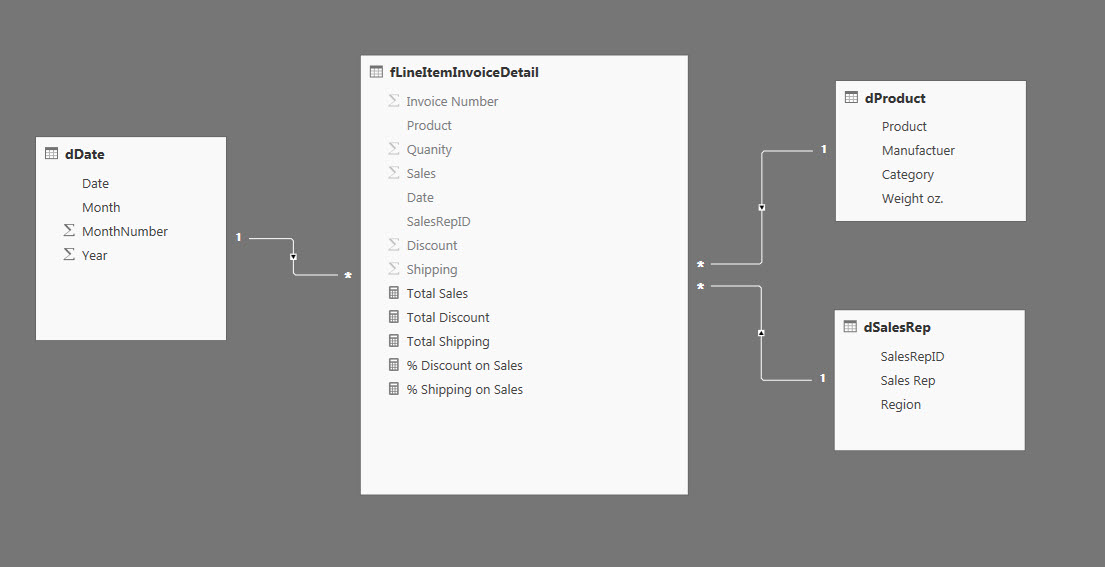 dDate
Date
Month
MonthNumber
Year
1
*
fLineItemInvoiceDetail
Invoice Number
Product
Quanity
Sales
Date
SalesRepID
Discount
Shipping
Total Sales
Total Discount
Total Shipping
% Discount on Sales
% Shipping on Sales
*
1
*
1
dProduct
Product
Manufactuer
Category
Weight oz.
dSalesRep
SalesRepID
Sales Rep
Region